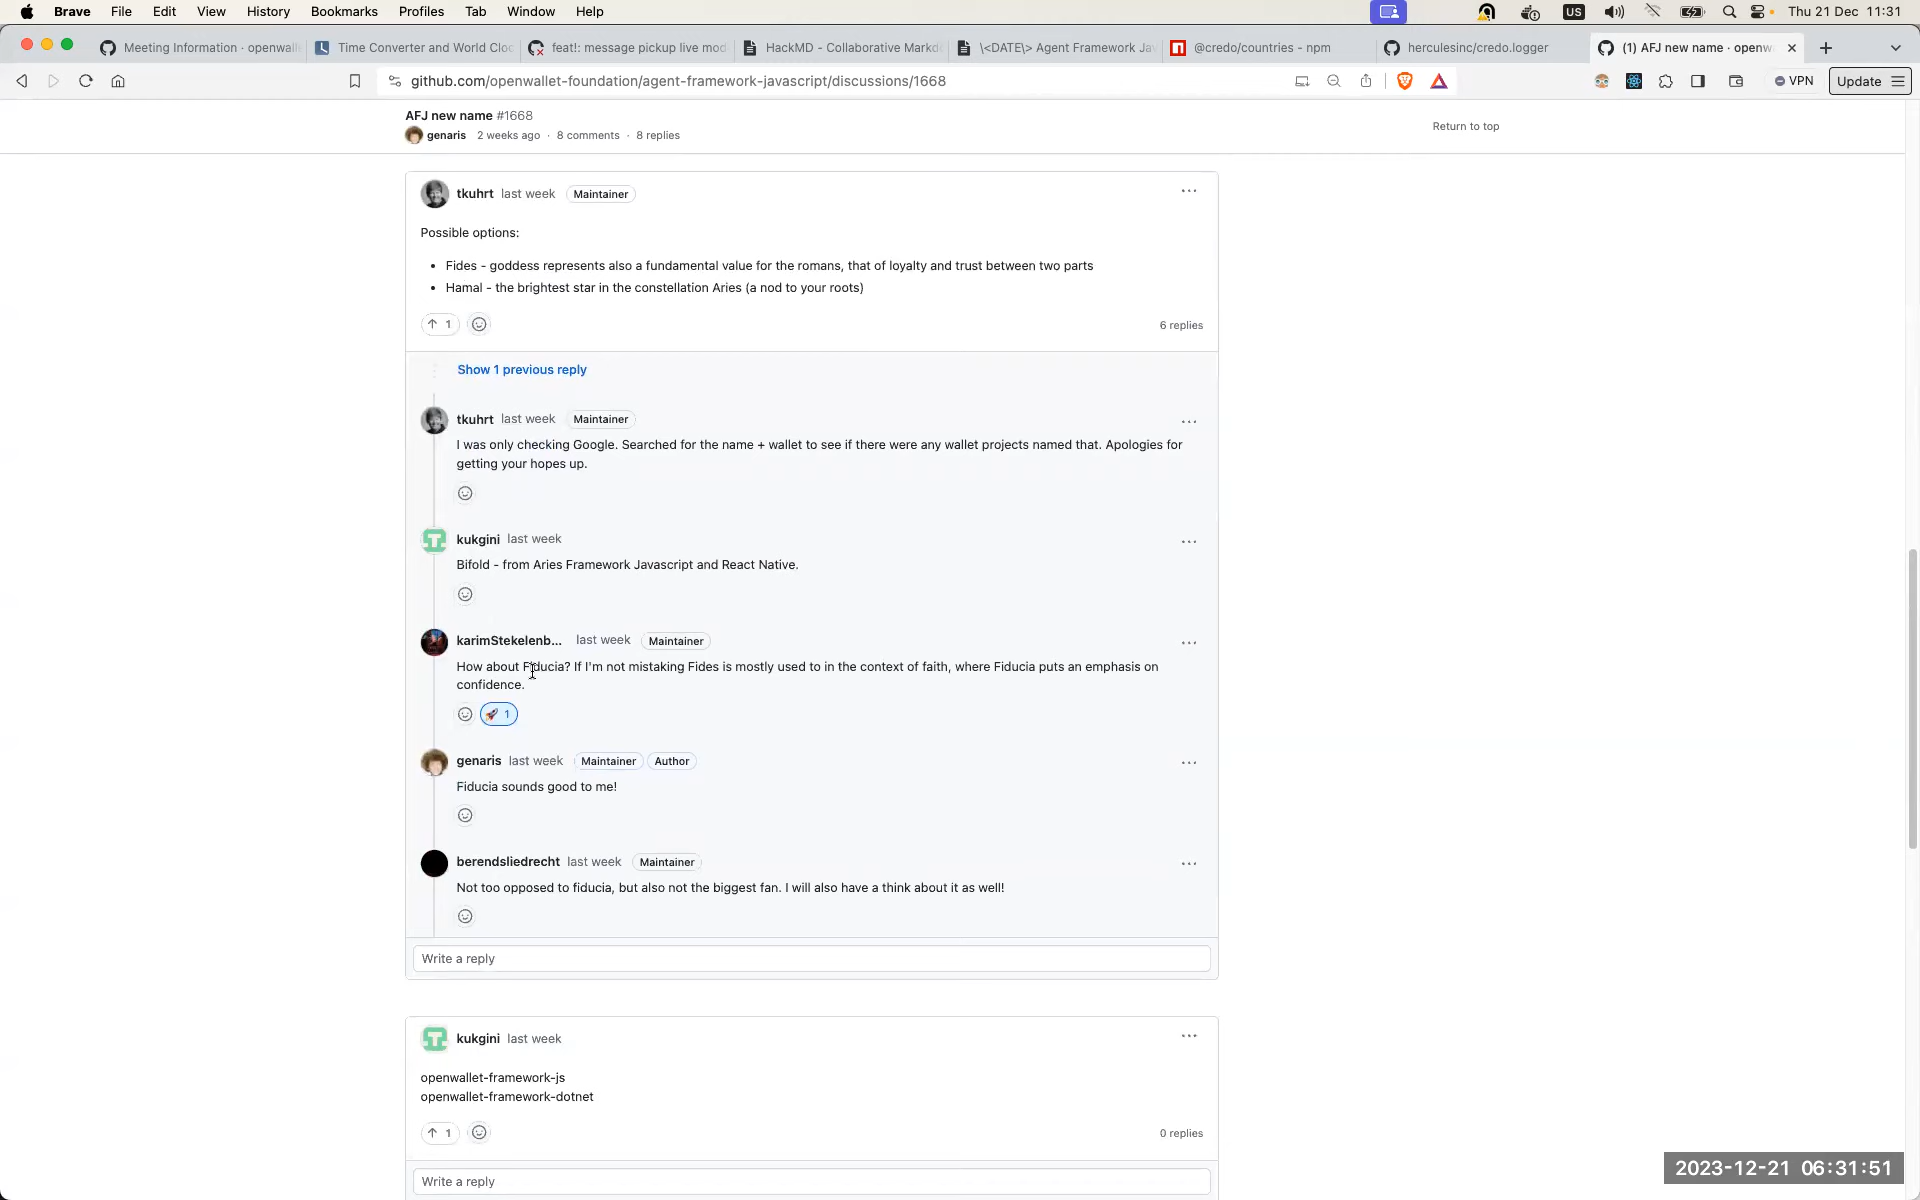 Brave File Edit View History Bookmarks Profiles Tab Window Help US Thu 21 Dec 11:31
Meeting Information · openwall Time Converter and World Cloc feat!: message pickup live mod HackMD - Collaborative Markd \<DATE\> Agent Framework Jav @credo/countries - npm herculesinc/credo.logger (1) AFJ new name · openw
github.com/openwallet-foundation/agent-framework-javascript/discussions/1668 VPN Update
AFJ new name #1668
genaris 2 weeks ago · 8 comments · 8 replies
Return to top
tkuhrt last week Maintainer
Possible options:
• Fides - goddess represents also a fundamental value for the romans, that of loyalty and trust between two parts
• Hamal - the brightest star in the constellation Aries (a nod to your roots)
1 6 replies
Show 1 previous reply
tkuhrt last week Maintainer
I was only checking Google. Searched for the name + wallet to see if there were any wallet projects named that. Apologies for
getting your hopes up.
kukgini last week
Bifold - from Aries Framework Javascript and React Native.
karimStekelenb... last week Maintainer
How about Fiducia? If I'm not mistaking Fides is mostly used to in the context of faith, where Fiducia puts an emphasis on
confidence.
1
genaris last week Maintainer Author
Fiducia sounds good to me!
berendsliedrecht last week Maintainer
Not too opposed to fiducia, but also not the biggest fan. I will also have a think about it as well!
Write a reply
kukgini last week
openwallet-framework-js
openwallet-framework-dotnet
1 0 replies
Write a reply
2023-12-21 06:31:51